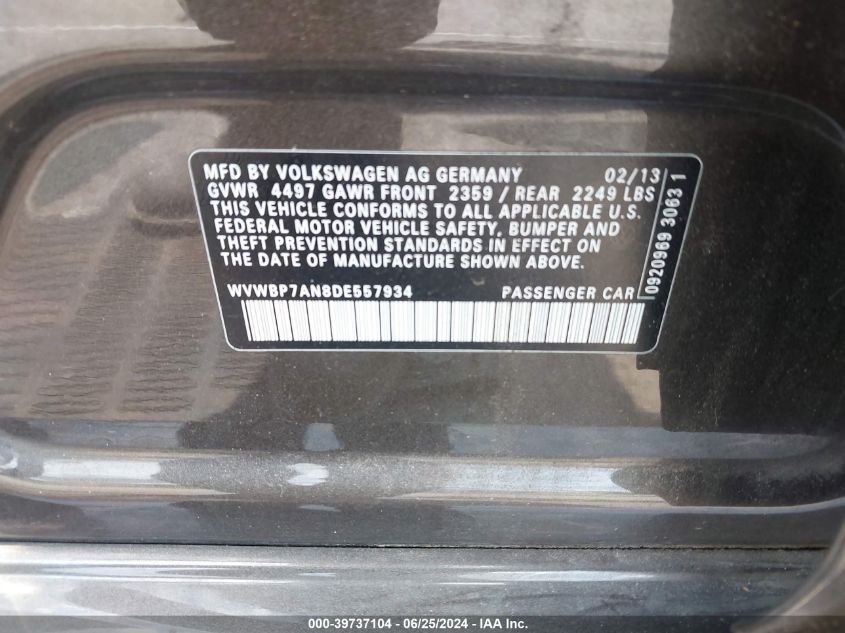 MFD BY VOLKSWAGEN AG GERMANY 02/13
GVWR 4497 GAWR FRONT 2359 / REAR 2249 LBS
THIS VEHICLE CONFORMS TO ALL APPLICABLE U.S.
FEDERAL MOTOR VEHICLE SAFETY, BUMPER AND
THEFT PREVENTION STANDARDS IN EFFECT ON
THE DATE OF MANUFACTURE SHOWN ABOVE.
WVWBP7AN8DE557934 PASSENGER CAR
0920969 3063 1
000-39737104 - 06/25/2024 - IAA, Inc.